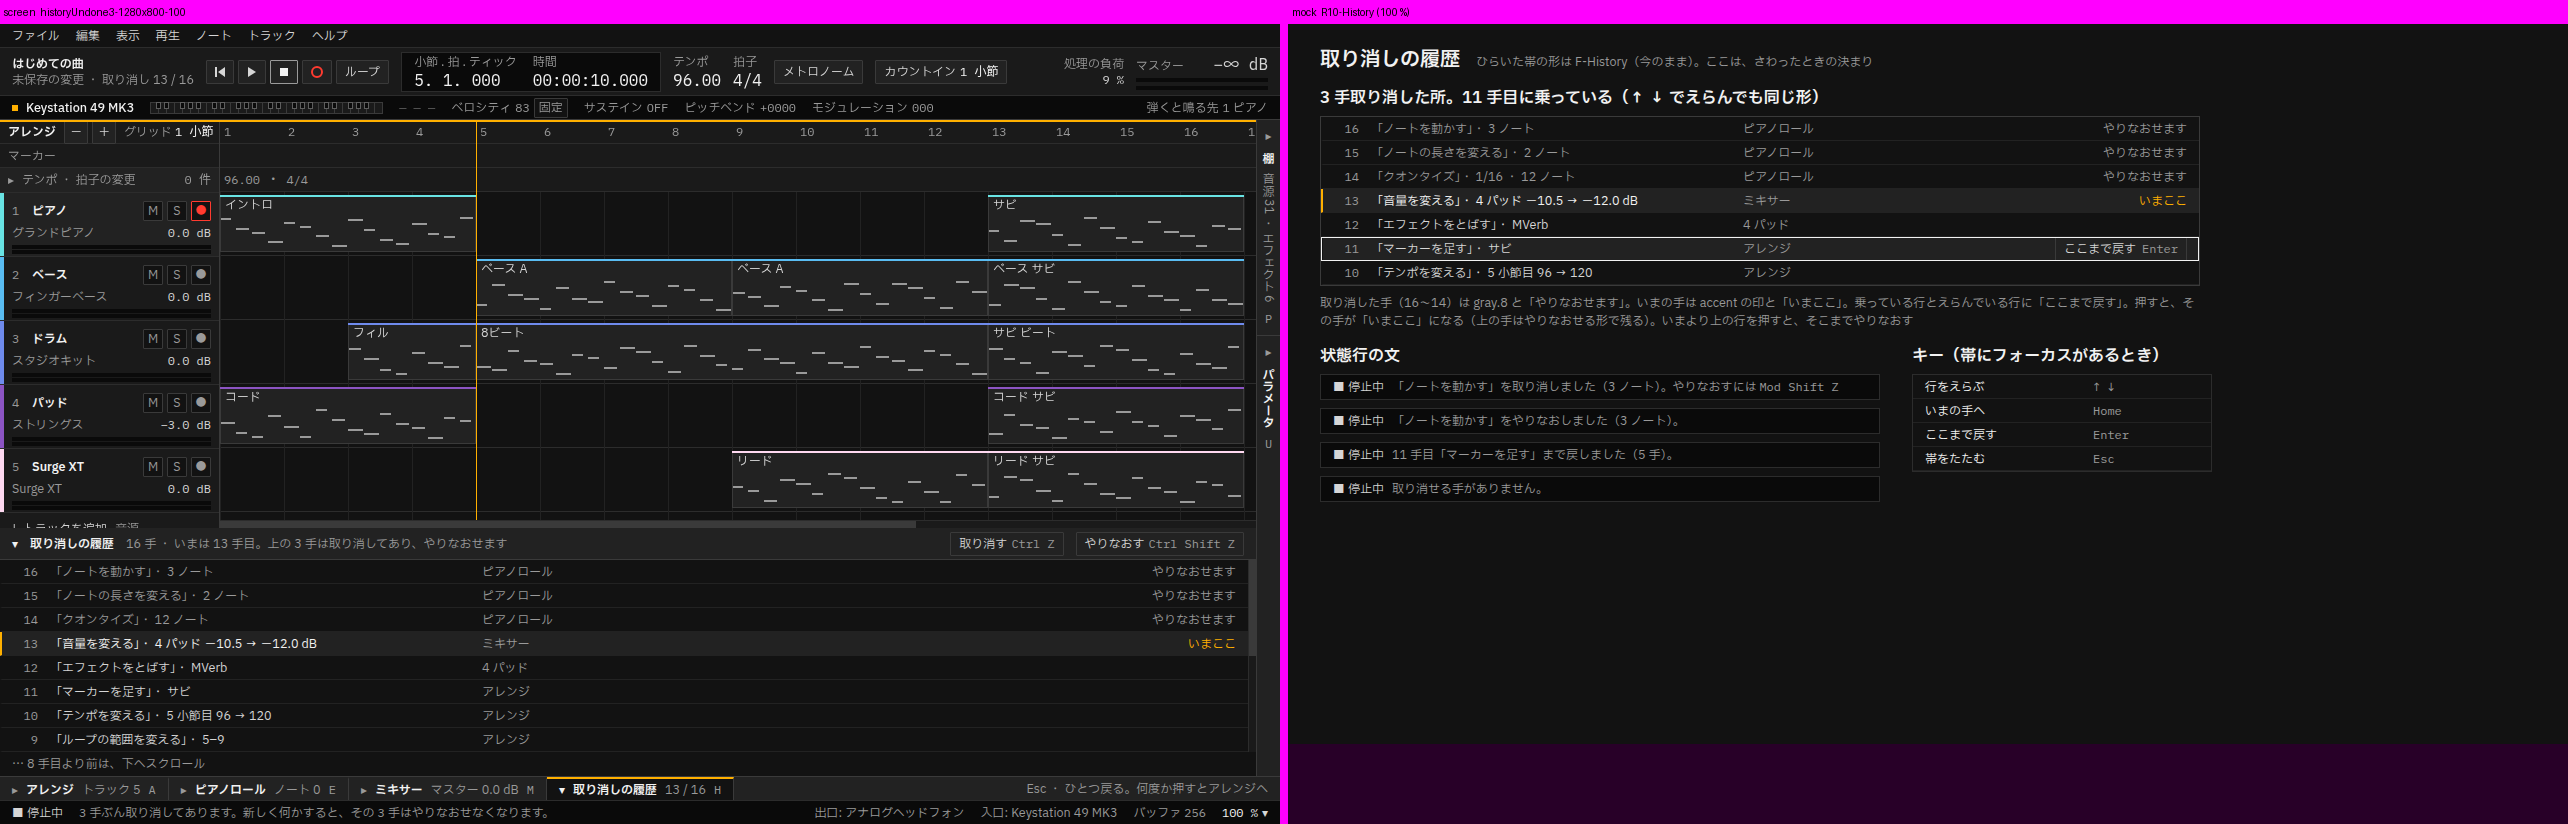 screen_historyUndone3-1280x800-100
ファイル 編集 表示 再生 ノート トラック ヘルプ
はじめての曲
未保存の変更 · 取り消し 13 / 16
ループ
小節 . 拍 . ティック 時間
5. 1. 000 00:00:10.000
テンポ 拍子
96.00 4/4
メトロノーム
カウントイン 1 小節
処理の負荷
9 %
マスター −∞ dB
Keystation 49 MK3
— — — ベロシティ 83 固定 サステイン OFF ピッチベンド +0000 モジュレーション 000
弾くと鳴る先 1 ピアノ
アレンジ − + グリッド 1 小節
1 2 3 4 5 6 7 8 9 10 11 12 13 14 15 16 1
マーカー
▸ テンポ · 拍子の変更 0 件
96.00 · 4/4
1 ピアノ M S
グランドピアノ 0.0 dB
イントロ サビ
2 ベース M S
フィンガーベース 0.0 dB
ベース A ベース A ベース サビ
3 ドラム M S
スタジオキット 0.0 dB
フィル 8ビート サビ ビート
4 パッド M S
ストリングス −3.0 dB
コード コード サビ
5 Surge XT M S
Surge XT 0.0 dB
リード リード サビ
▸ 棚 音源31 · エフェクト6 P
▸ パラメータ U
▾ 取り消しの履歴 16 手 · いまは 13 手目。上の 3 手は取り消してあり、やりなおせます
取り消す Ctrl Z やりなおす Ctrl Shift Z
16 「ノートを動かす」· 3 ノート ピアノロール やりなおせます
15 「ノートの長さを変える」· 2 ノート ピアノロール やりなおせます
14 「クオンタイズ」· 12 ノート ピアノロール やりなおせます
13 「音量を変える」· 4 パッド −10.5 → −12.0 dB ミキサー いまここ
12 「エフェクトをとばす」· MVerb 4 パッド
11 「マーカーを足す」· サビ アレンジ
10 「テンポを変える」· 5 小節目 96 → 120 アレンジ
9 「ループの範囲を変える」· 5–9 アレンジ
… 8 手目より前は、下へスクロール
▸ アレンジ トラック 5 A ▸ ピアノロール ノート 0 E ▸ ミキサー マスター 0.0 dB M ▾ 取り消しの履歴 13 / 16 H
Esc · ひとつ戻る。何度か押すとアレンジへ
■ 停止中 3 手ぶん取り消してあります。新しく何かすると、その 3 手はやりなおせなくなります。
出口: アナログヘッドフォン 入口: Keystation 49 MK3 バッファ 256 100 % ▾
mock R10-History (100 %)
取り消しの履歴 ひらいた帯の形は F-History（今のまま）。ここは、さわったときの決まり
3 手取り消した所。11 手目に乗っている（↑ ↓ でえらんでも同じ形）
16 「ノートを動かす」· 3 ノート ピアノロール やりなおせます
15 「ノートの長さを変える」· 2 ノート ピアノロール やりなおせます
14 「クオンタイズ」· 1/16 · 12 ノート ピアノロール やりなおせます
13 「音量を変える」· 4 パッド −10.5 → −12.0 dB ミキサー いまここ
12 「エフェクトをとばす」· MVerb 4 パッド
11 「マーカーを足す」· サビ アレンジ ここまで戻す Enter
10 「テンポを変える」· 5 小節目 96 → 120 アレンジ
取り消した手（16〜14）は gray.8 と「やりなおせます」。いまの手は accent の印と「いまここ」。乗っている行とえらんでいる行に「ここまで戻す」。押すと、そ
の手が「いまここ」になる（上の手はやりなおせる形で残る）。いまより上の行を押すと、そこまでやりなおす
状態行の文
■ 停止中 「ノートを動かす」を取り消しました（3 ノート）。やりなおすには Mod Shift Z
■ 停止中 「ノートを動かす」をやりなおしました（3 ノート）。
■ 停止中 11 手目「マーカーを足す」まで戻しました（5 手）。
■ 停止中 取り消せる手がありません。
キー（帯にフォーカスがあるとき）
行をえらぶ ↑ ↓
いまの手へ Home
ここまで戻す Enter
帯をたたむ Esc